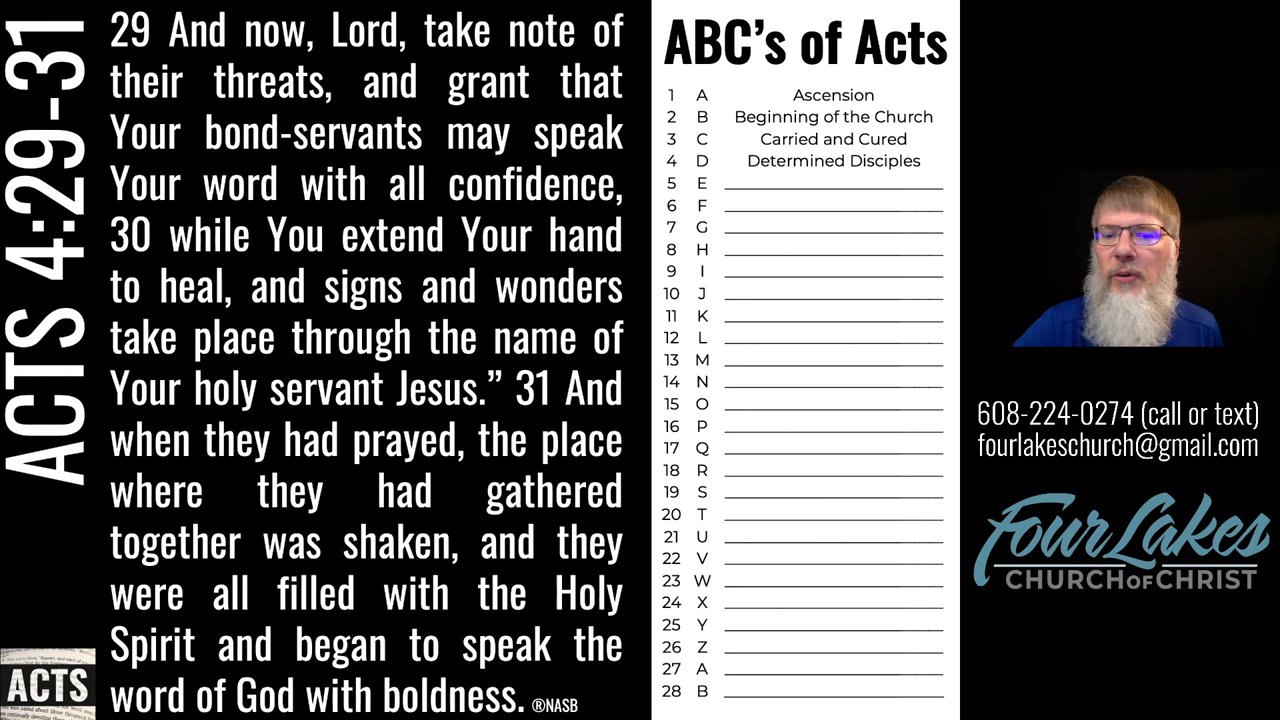 ACTS 4:29-31
29 And now, Lord, take note of
their threats, and grant that
Your bond-servants may speak
Your word with all confidence,
30 while You extend Your hand
to heal, and signs and wonders
take place through the name of
Your holy servant Jesus.” 31 And
when they had prayed, the place
where they had gathered
together was shaken, and they
were all filled with the Holy
Spirit and began to speak the
word of God with boldness. ®NASB
ACTS
ABC’s of Acts
1 A Ascension
2 B Beginning of the Church
3 C Carried and Cured
4 D Determined Disciples
5 E
6 F
7 G
8 H
9 I
10 J
11 K
12 L
13 M
14 N
15 O
16 P
17 Q
18 R
19 S
20 T
21 U
22 V
23 W
24 X
25 Y
26 Z
27 A
28 B
608-224-0274 (call or text)
fourlakeschurch@gmail.com
Four Lakes
CHURCH OF CHRIST